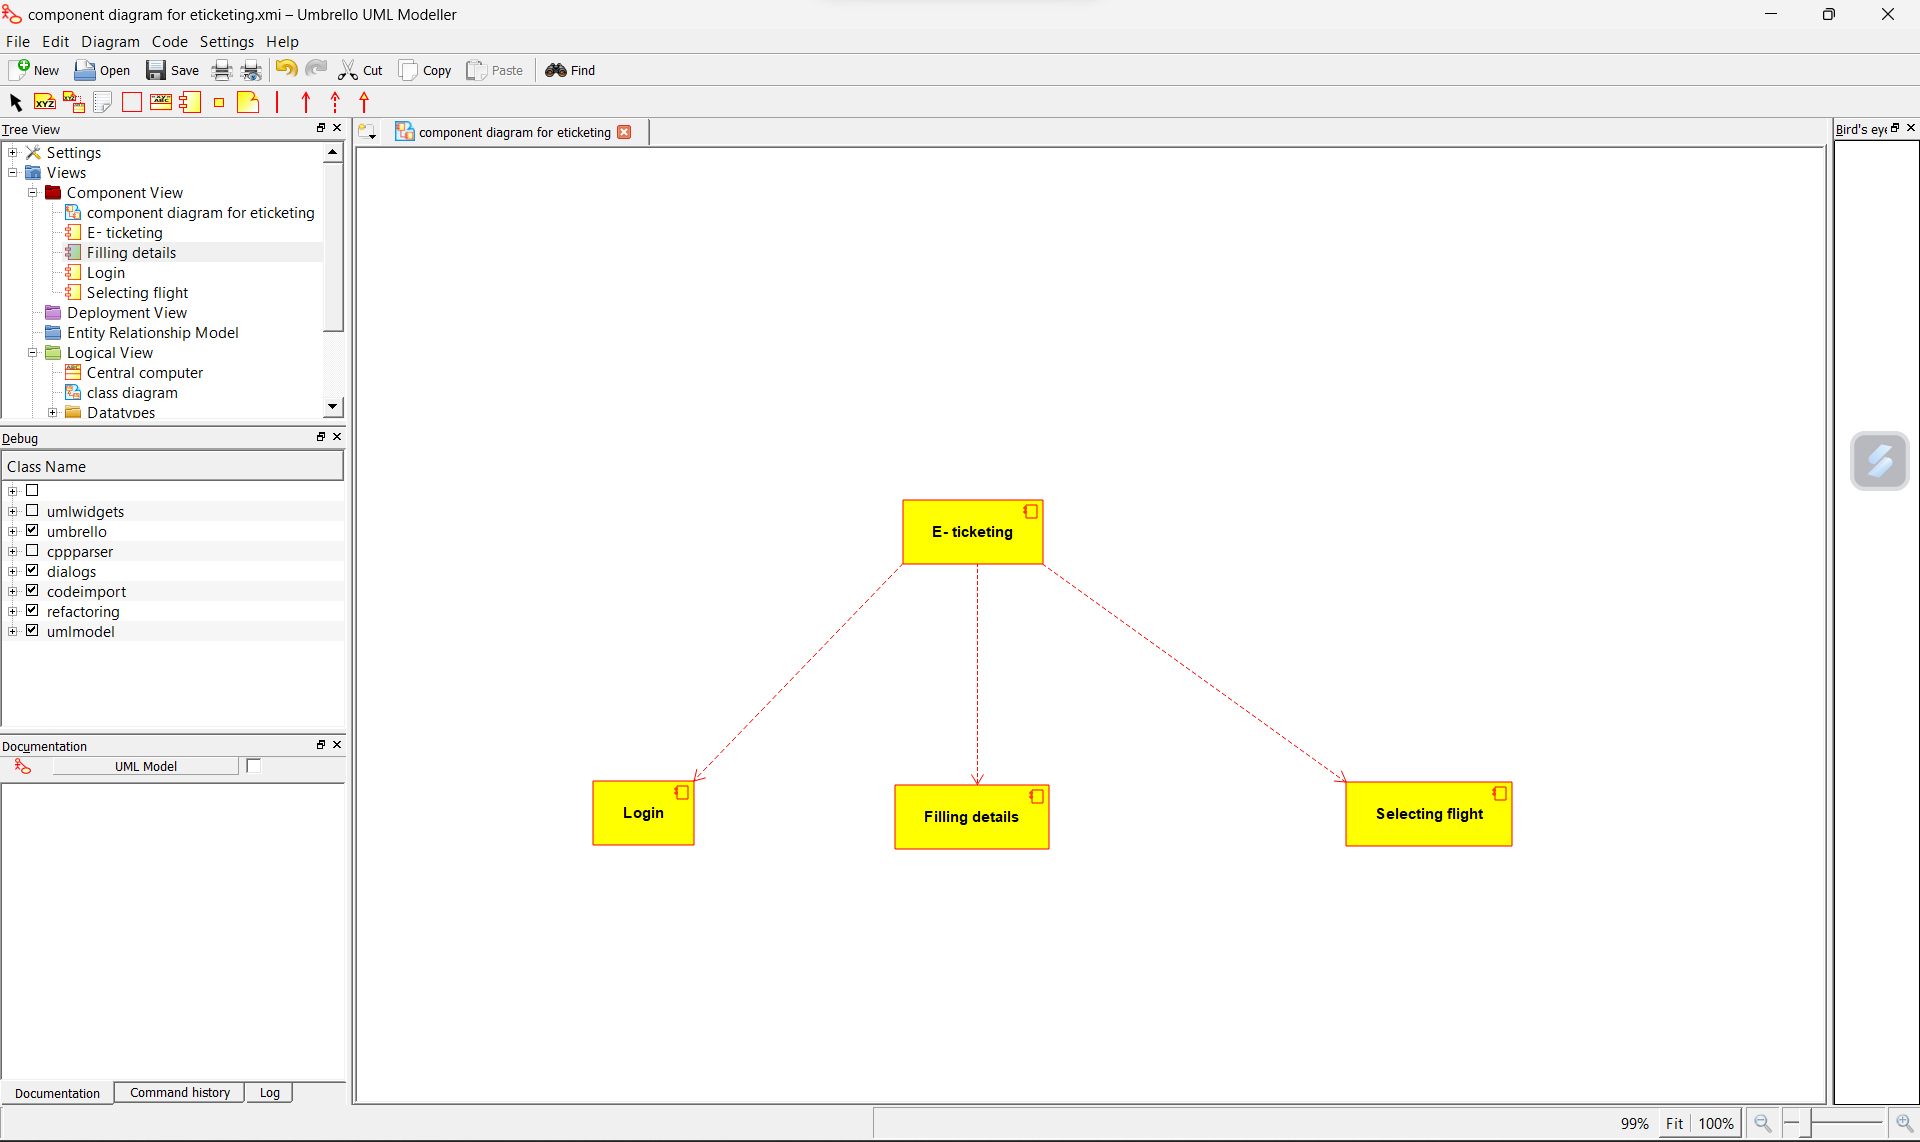 component diagram for eticketing.xmi – Umbrello UML Modeller
File Edit Diagram Code Settings Help
New Open Save Cut Copy Paste Find
XYZ XYZ ABC
Tree View
component diagram for eticketing
Bird's eye
Settings
Views
Component View
component diagram for eticketing
E- ticketing
Filling details
Login
Selecting flight
Deployment View
Entity Relationship Model
Logical View
Central computer
class diagram
Datatypes
Debug
Class Name
umlwidgets
umbrello
cppparser
dialogs
codeimport
refactoring
umlmodel
E- ticketing
Login
Filling details
Selecting flight
Documentation
UML Model
Documentation Command history Log
99% Fit 100%